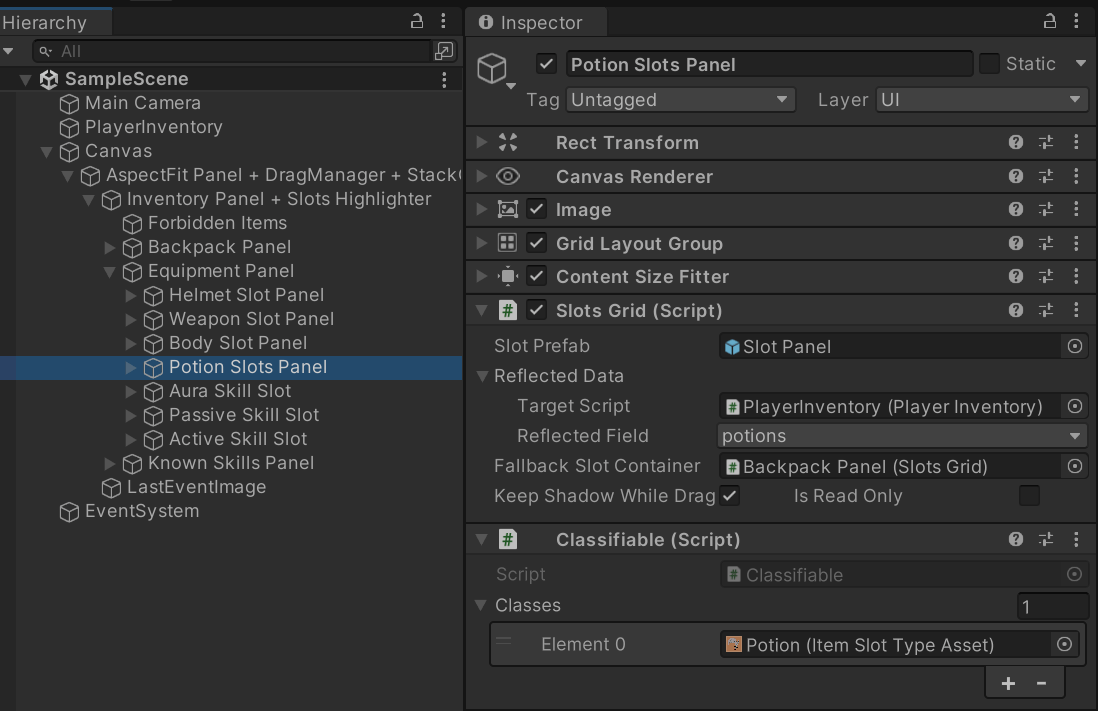 Hierarchy
All
SampleScene
Main Camera
PlayerInventory
Canvas
AspectFit Panel + DragManager + Stack
Inventory Panel + Slots Highlighter
Forbidden Items
Backpack Panel
Equipment Panel
Helmet Slot Panel
Weapon Slot Panel
Body Slot Panel
Potion Slots Panel
Aura Skill Slot
Passive Skill Slot
Active Skill Slot
Known Skills Panel
LastEventImage
EventSystem
Inspector
Potion Slots Panel Static
Tag Untagged Layer UI
Rect Transform
Canvas Renderer
Image
Grid Layout Group
Content Size Fitter
# Slots Grid (Script)
Slot Prefab Slot Panel
Reflected Data
Target Script # PlayerInventory (Player Inventory)
Reflected Field potions
Fallback Slot Container # Backpack Panel (Slots Grid)
Keep Shadow While Drag Is Read Only
# Classifiable (Script)
Script # Classifiable
Classes 1
Element 0 Potion (Item Slot Type Asset)
+ -